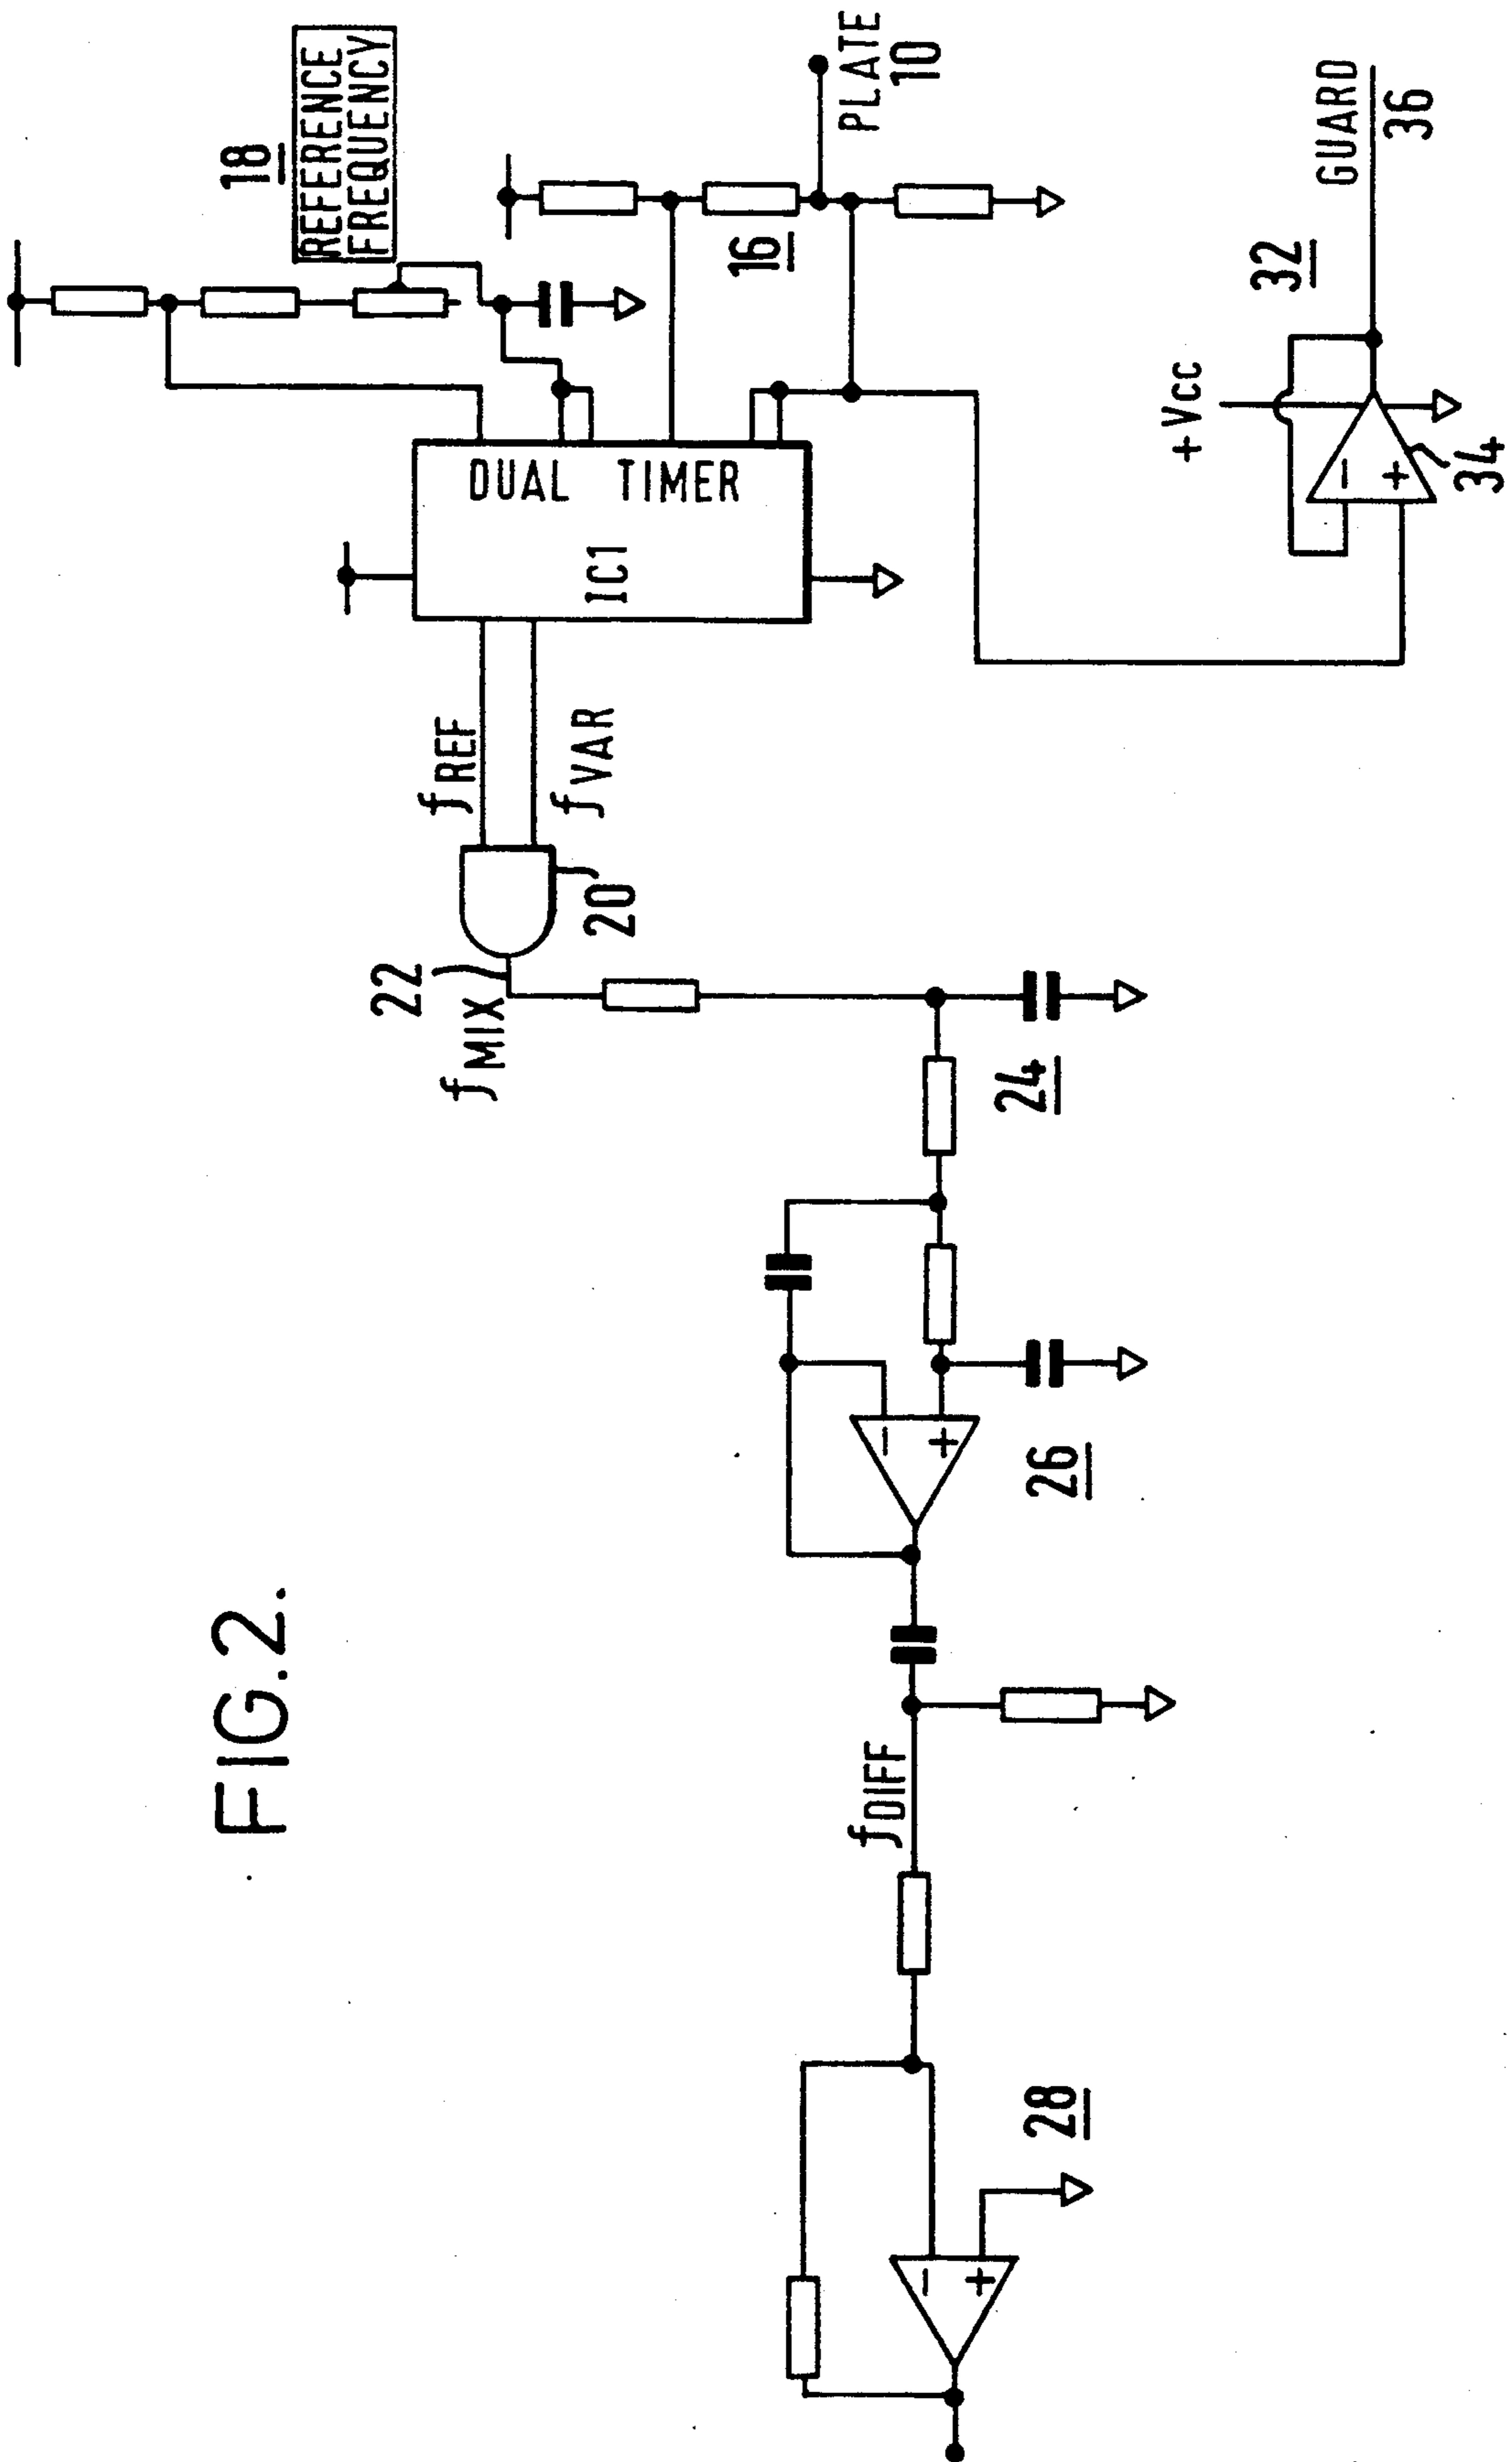 FIG.2.
18
REFERENCE
FREQUENCY
PLATE
10
16
DUAL TIMER
IC1
fREF
fVAR
20
22
fMIX
24
26
fDIFF
28
−
+
−
+
+Vcc
−
+
34
32
GUARD
36